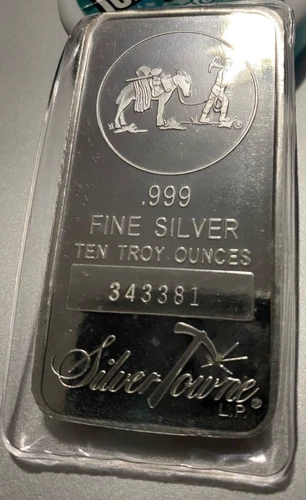 .999
FINE SILVER
TEN TROY OUNCES
343381
SilverTowne
L.P.®